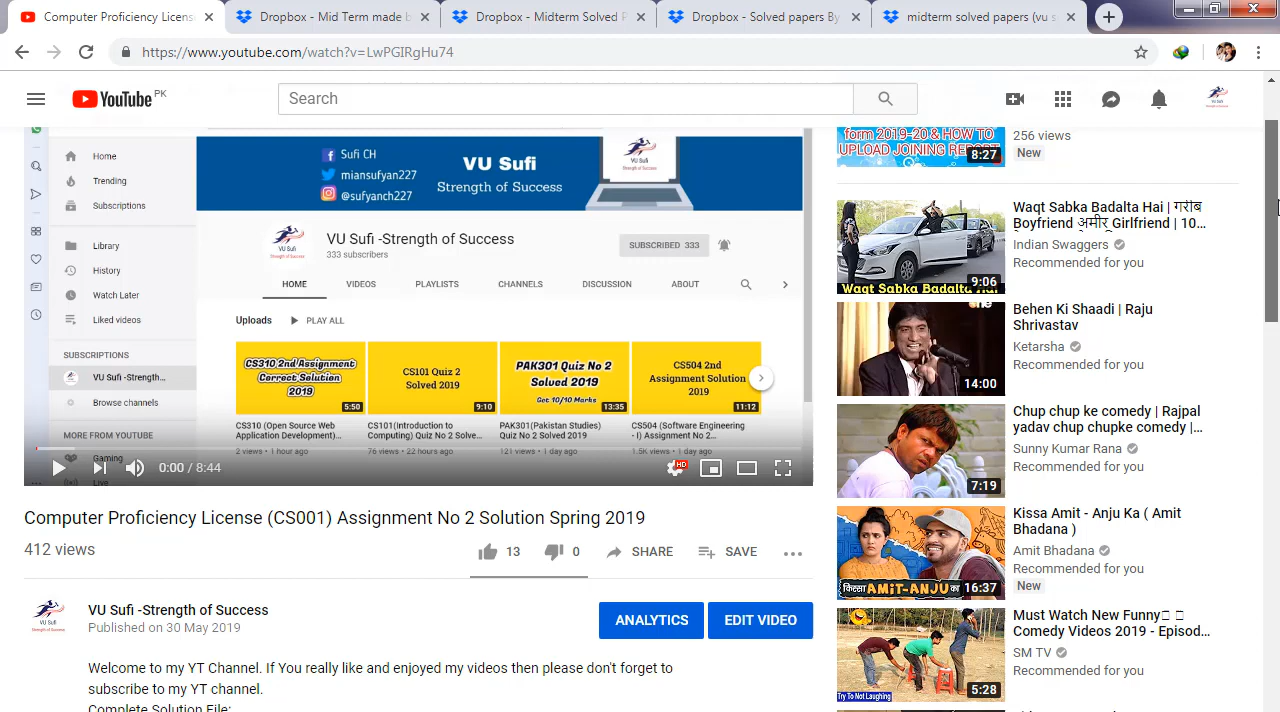 Computer Proficiency Licens
Dropbox - Mid Term made b
Dropbox - Midterm Solved P
Dropbox - Solved papers By
midterm solved papers (vu s
https://www.youtube.com/watch?v=LwPGIRgHu74
YouTube PK
Search
Home
Trending
Subscriptions
Library
History
Watch Later
Liked videos
SUBSCRIPTIONS
VU Sufi -Strength...
Browse channels
MORE FROM YOUTUBE
Gaming
Live
Sufi CH
miansufyan227
@sufyanch227
VU Sufi
Strength of Success
VU Sufi
VU Sufi -Strength of Success
333 subscribers
SUBSCRIBED 333
HOME
VIDEOS
PLAYLISTS
CHANNELS
DISCUSSION
ABOUT
Uploads
PLAY ALL
CS310 2nd Assignment
Correct Solution
2019
5:50
CS101 Quiz 2
Solved 2019
9:10
PAK301 Quiz No 2
Solved 2019
Get 10/10 Marks
13:35
CS504 2nd
Assignment Solution
2019
11:12
CS310 (Open Source Web
Application Development)...
2 views • 1 hour ago
CS101(Introduction to
Computing) Quiz No 2 Solve...
76 views • 22 hours ago
PAK301(Pakistan Studies)
Quiz No 2 Solved 2019
121 views • 1 day ago
CS504 (Software Engineering
- I) Assignment No 2...
1.5K views • 1 day ago
0:00 / 8:44
HD
Computer Proficiency License (CS001) Assignment No 2 Solution Spring 2019
412 views
13
0
SHARE
SAVE
VU Sufi -Strength of Success
Published on 30 May 2019
ANALYTICS
EDIT VIDEO
Welcome to my YT Channel. If You really like and enjoyed my videos then please don't forget to
subscribe to my YT channel.
Complete Solution File:
form 2019-20 & HOW TO
UPLOAD JOINING REPORT
8:27
256 views
New
Waqt Sabka Badalta Hai
9:06
Waqt Sabka Badalta Hai | गरीब
Boyfriend अमीर Girlfriend | 10...
Indian Swaggers
Recommended for you
14:00
Behen Ki Shaadi | Raju
Shrivastav
Ketarsha
Recommended for you
7:19
Chup chup ke comedy | Rajpal
yadav chup chupke comedy |...
Sunny Kumar Rana
Recommended for you
किस्सा AMIT-ANJU का
16:37
Kissa Amit - Anju Ka ( Amit
Bhadana )
Amit Bhadana
Recommended for you
New
Try To Not Laughing
5:28
Must Watch New Funny
Comedy Videos 2019 - Episod...
SM TV
Recommended for you